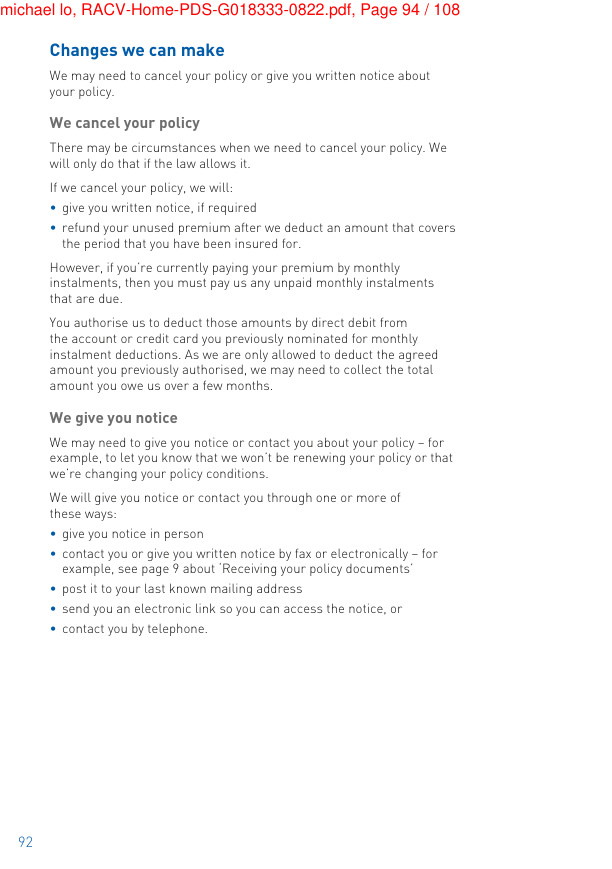 michael lo, RACV-Home-PDS-G018333-0822.pdf, Page 94 / 108
Changes we can make
We may need to cancel your policy or give you written notice about
your policy.
We cancel your policy
There may be circumstances when we need to cancel your policy. We
will only do that if the law allows it.
If we cancel your policy, we will:
• give you written notice, if required
• refund your unused premium after we deduct an amount that covers
the period that you have been insured for.
However, if you’re currently paying your premium by monthly
instalments, then you must pay us any unpaid monthly instalments
that are due.
You authorise us to deduct those amounts by direct debit from
the account or credit card you previously nominated for monthly
instalment deductions. As we are only allowed to deduct the agreed
amount you previously authorised, we may need to collect the total
amount you owe us over a few months.
We give you notice
We may need to give you notice or contact you about your policy – for
example, to let you know that we won’t be renewing your policy or that
we’re changing your policy conditions.
We will give you notice or contact you through one or more of
these ways:
• give you notice in person
• contact you or give you written notice by fax or electronically – for
example, see page 9 about ‘Receiving your policy documents’
• post it to your last known mailing address
• send you an electronic link so you can access the notice, or
• contact you by telephone.
92